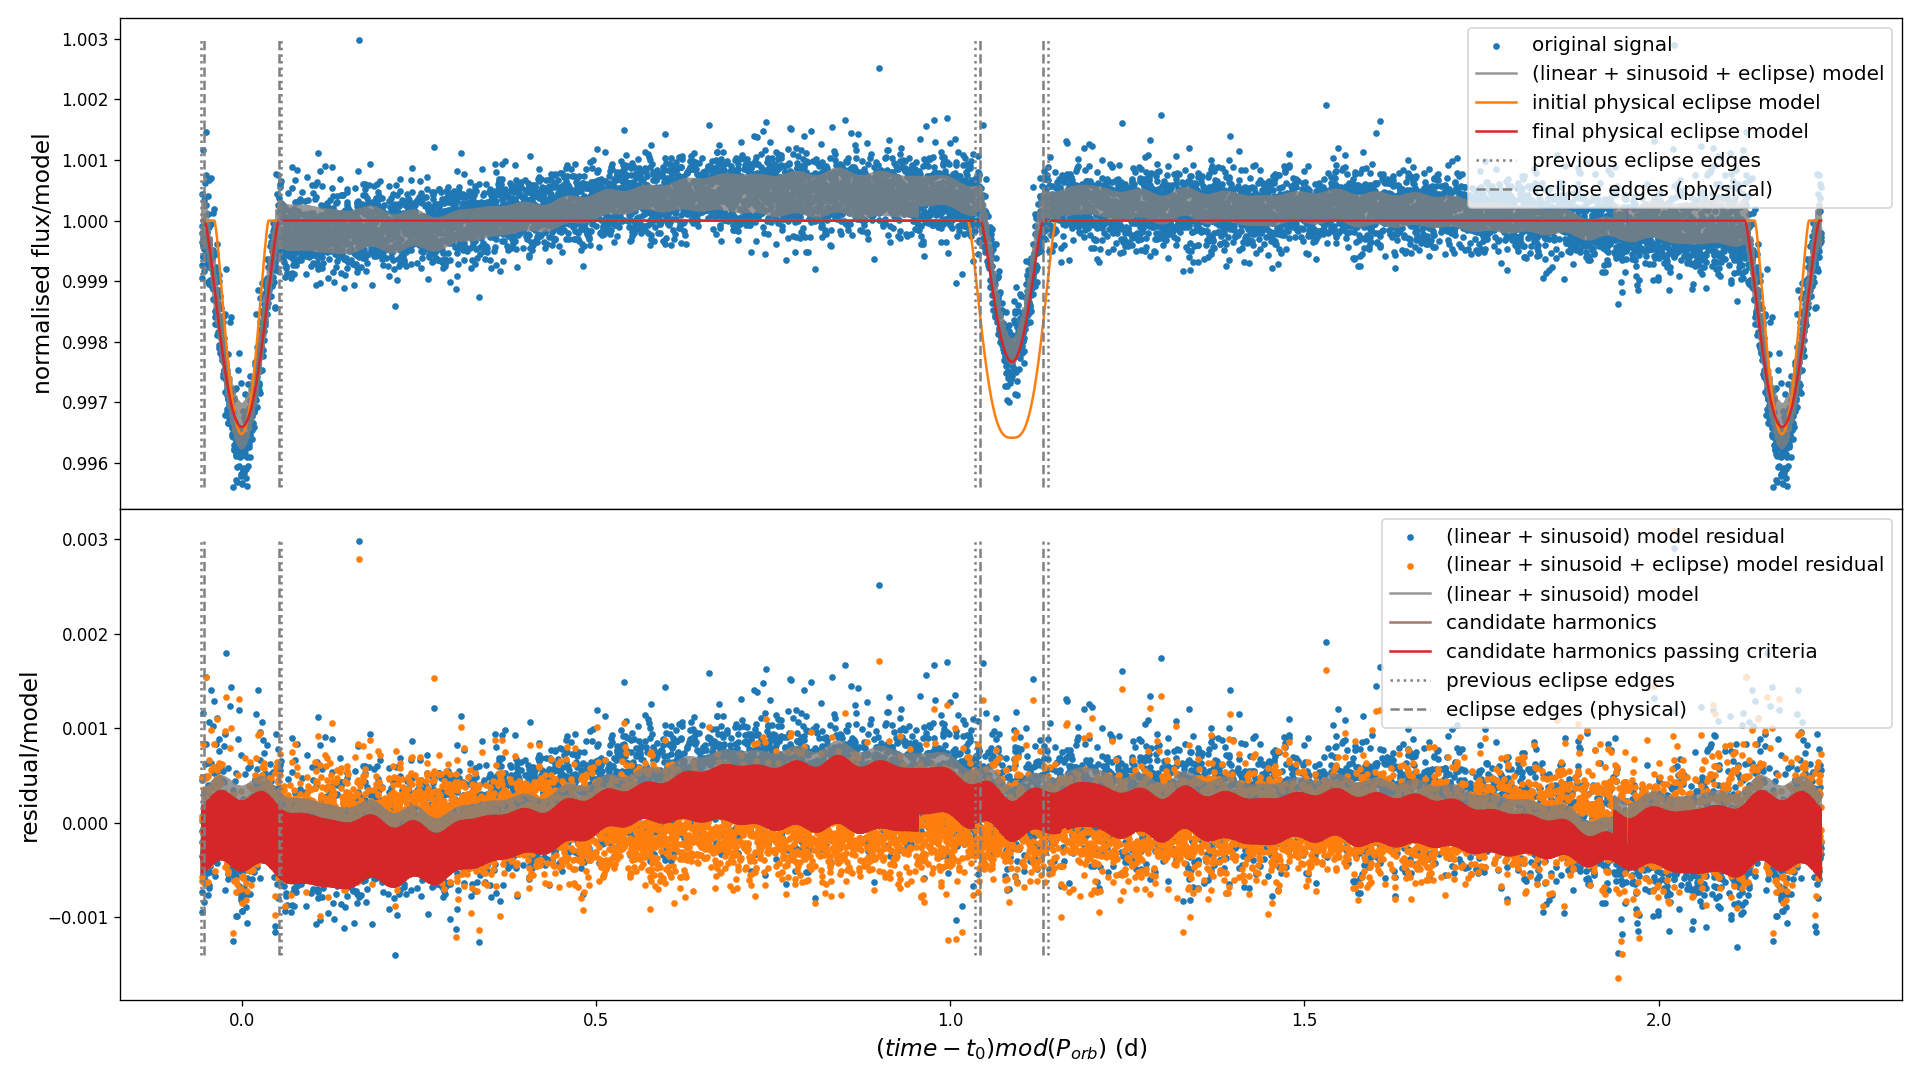 1.003
1.002
1.001
1.000
0.999
0.998
0.997
0.996
normalised flux/model
original signal
(linear + sinusoid + eclipse) model
initial physical eclipse model
final physical eclipse model
previous eclipse edges
eclipse edges (physical)
0.003
0.002
0.001
0.000
−0.001
residual/model
(linear + sinusoid) model residual
(linear + sinusoid + eclipse) model residual
(linear + sinusoid) model
candidate harmonics
candidate harmonics passing criteria
previous eclipse edges
eclipse edges (physical)
0.0 0.5 1.0 1.5 2.0
(time − t₀)mod(P_orb) (d)